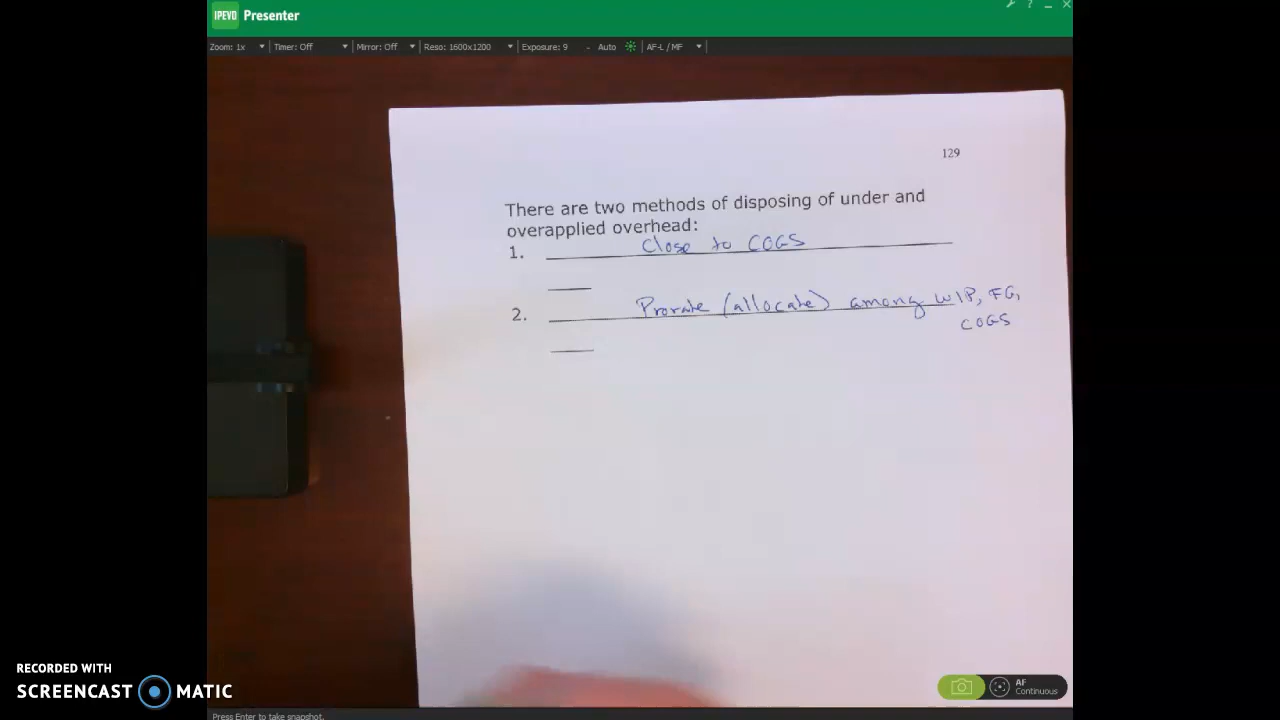 IPEVO Presenter
Zoom: 1x Timer: Off Mirror: Off Reso: 1600x1200 Exposure: 9 - Auto AF-L / MF
129
There are two methods of disposing of under and
overapplied overhead:
1. Close to COGS
2. Prorate (allocate) among WIP, FG,
COGS
AF
Continuous
RECORDED WITH
SCREENCAST MATIC
Press Enter to take snapshot.